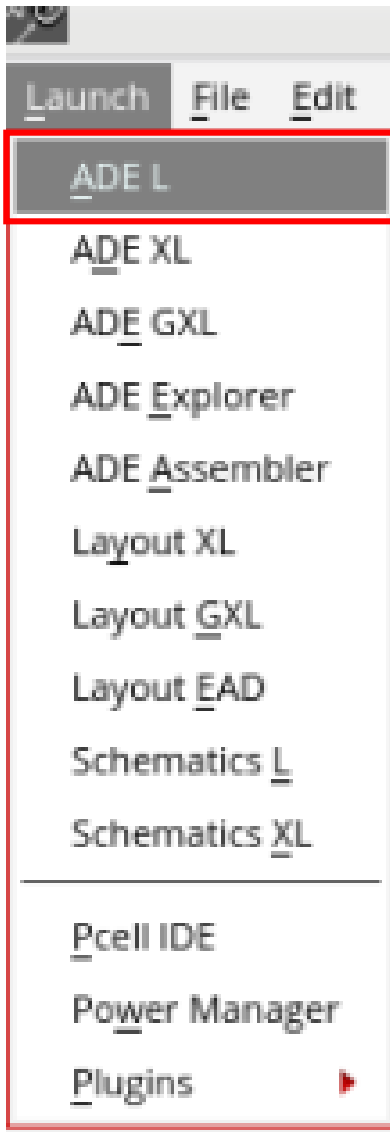 Launch File Edit
ADE L
ADE XL
ADE GXL
ADE Explorer
ADE Assembler
Layout XL
Layout GXL
Layout EAD
Schematics L
Schematics XL
Pcell IDE
Power Manager
Plugins